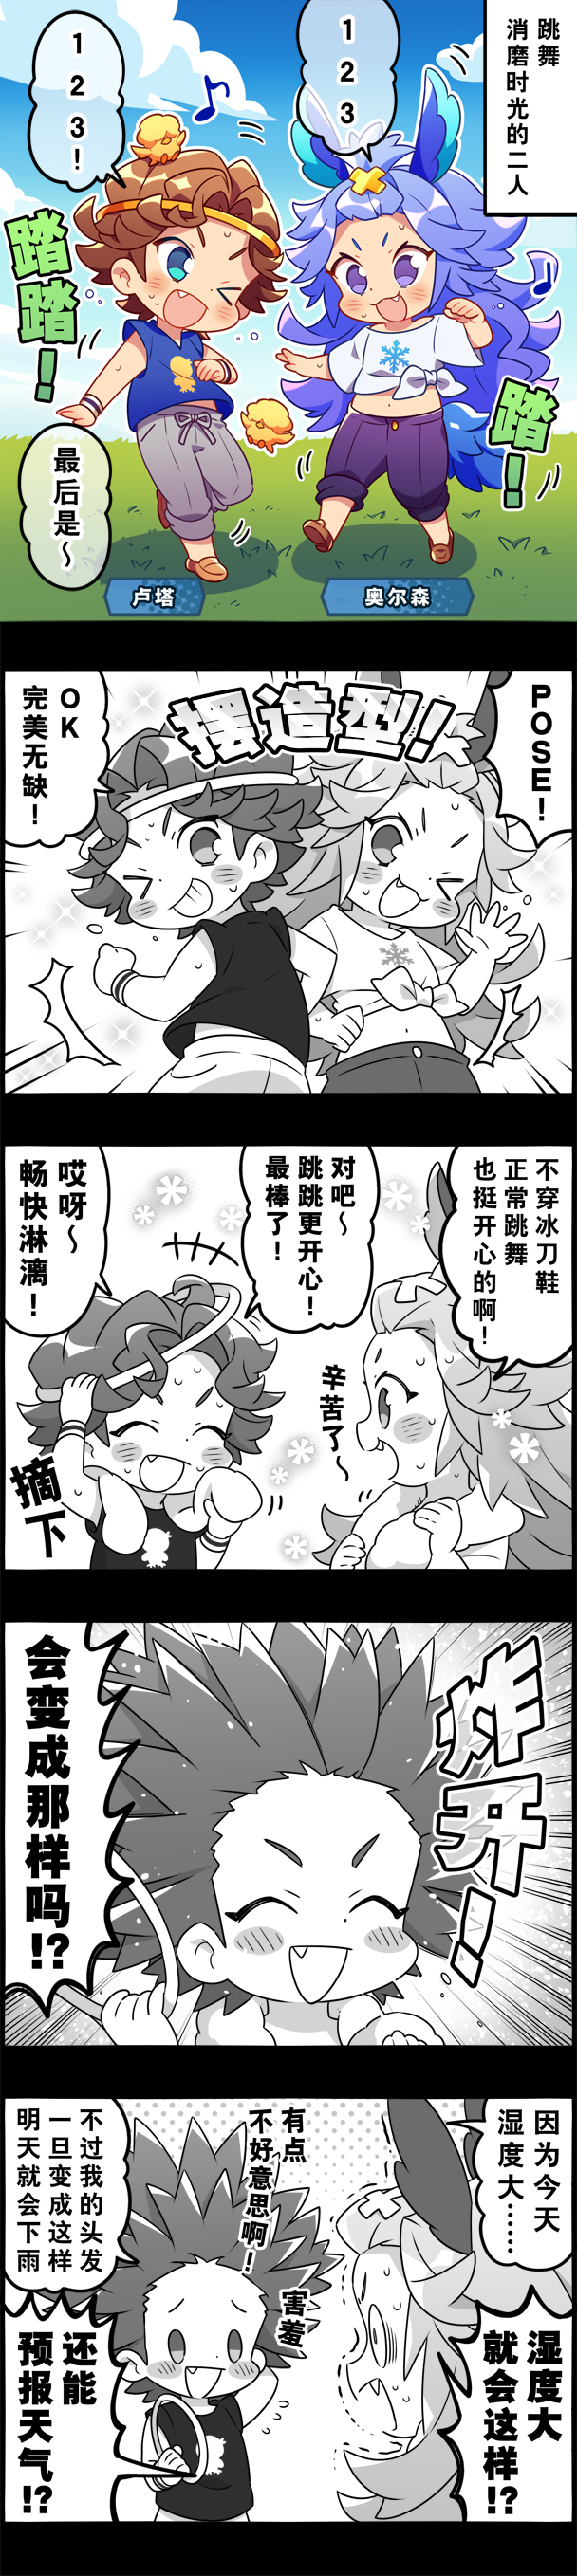 跳舞
消磨时光的二人
1 2 3
1 2 3！
踏踏！
踏！
最后是～
卢塔
奥尔森
POSE！
摆造型！！
OK
完美无缺！
不穿冰刀鞋
正常跳舞
也挺开心的啊！
对吧～
跳跳更开心！
最棒了！
哎呀～
畅快淋漓！
辛苦了～
摘下
炸开！
会变成那样吗!?
因为今天
湿度大……
湿度大
就会这样!?
有点
不好意思啊！
害羞
不过我的头发
一旦变成这样
明天就会下雨
还能
预报天气!?